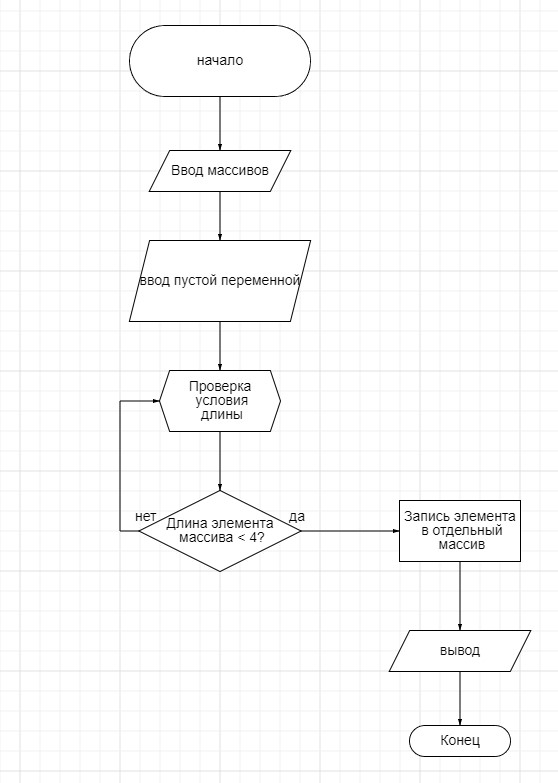 начало
Ввод массивов
ввод пустой переменной
Проверка
условия
длины
нет
да
Длина элемента
массива < 4?
Запись элемента
в отдельный
массив
вывод
Конец